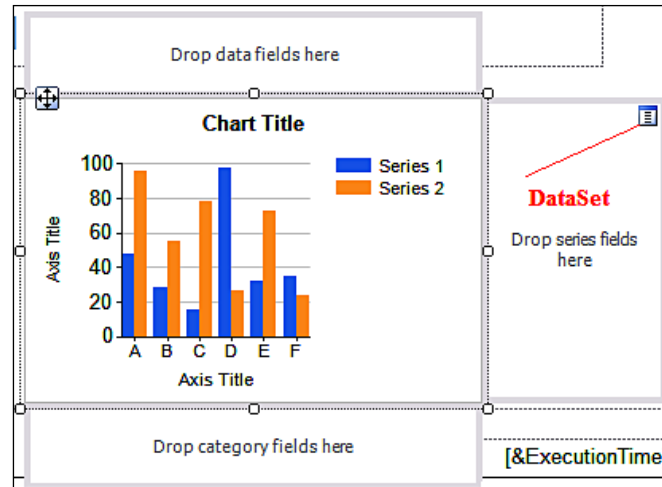 Drop data fields here
Chart Title
100
80
60
40
20
0
Axis Title
A B C D E F
Axis Title
Series 1
Series 2
DataSet
Drop series fields
here
Drop category fields here
[&ExecutionTime